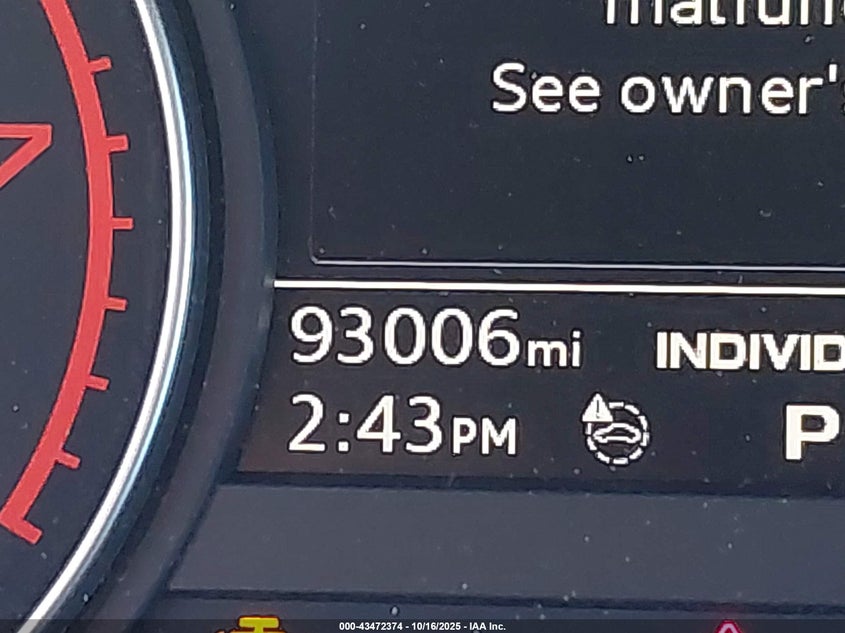 See owner's
93006mi
INDIVID
2:43PM
P
000-43472374 - 10/16/2025 - IAA Inc.